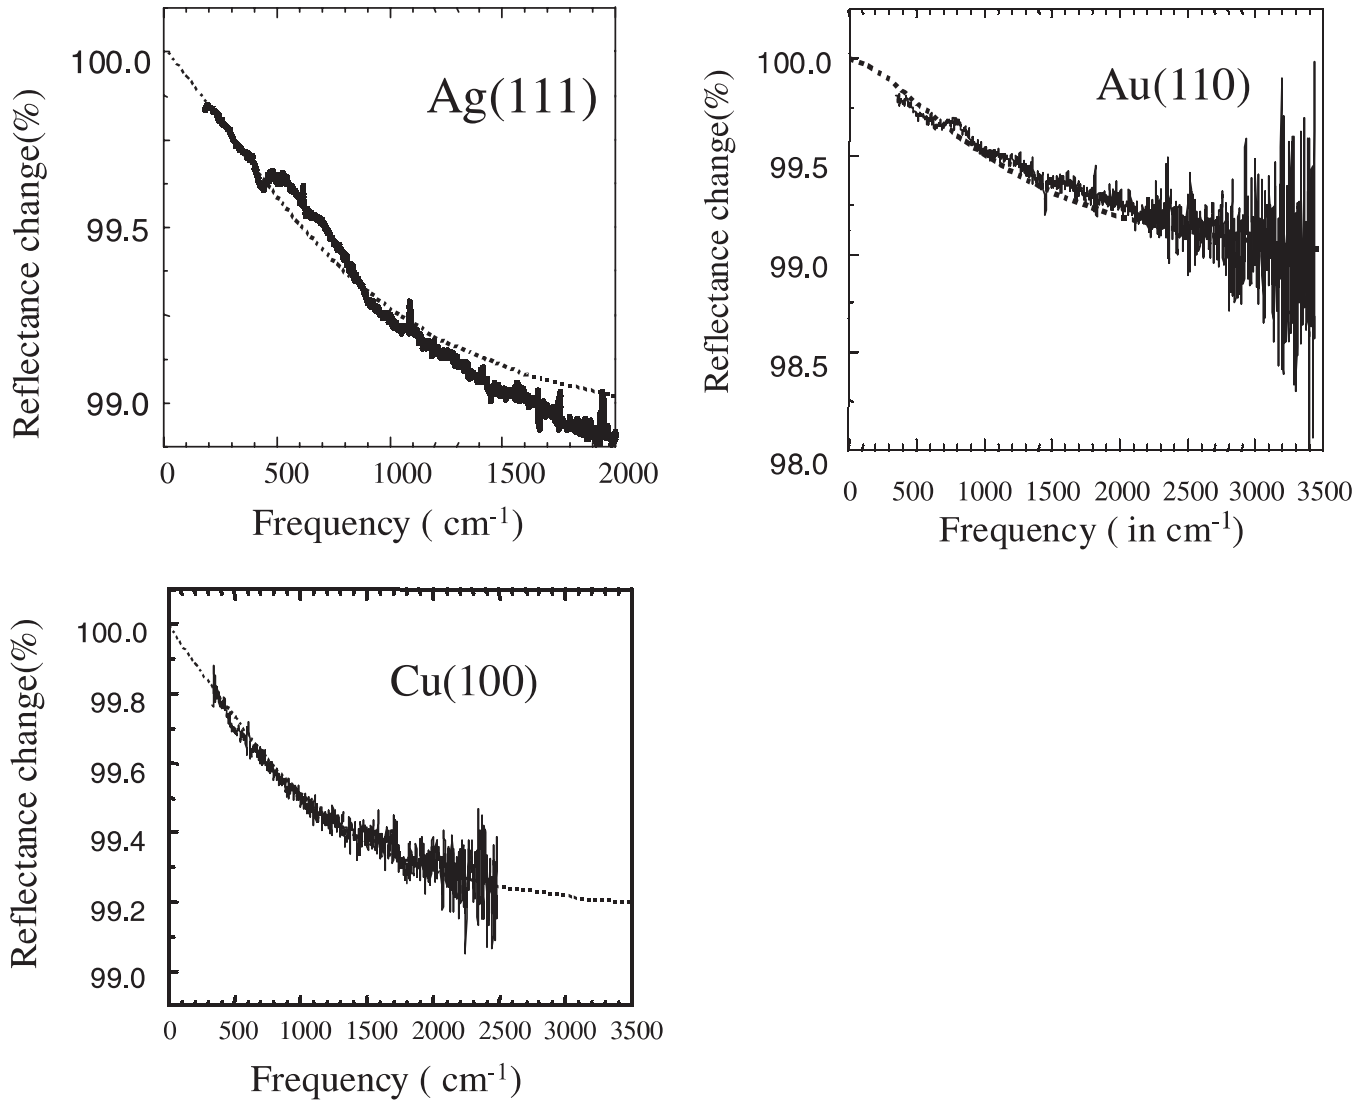 Reflectance change(%)
100.0
99.5
99.0
Ag(111)
0 500 1000 1500 2000
Frequency ( cm-1)
Reflectance change(%)
100.0
99.5
99.0
98.5
98.0
Au(110)
0 500 1000 1500 2000 2500 3000 3500
Frequency ( in cm-1)
Reflectance change(%)
100.0
99.8
99.6
99.4
99.2
99.0
Cu(100)
0 500 1000 1500 2000 2500 3000 3500
Frequency ( cm-1)